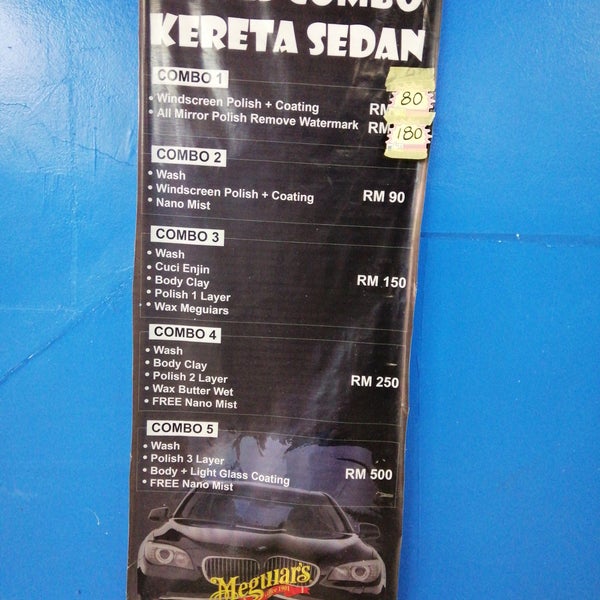 COMBO
KERETA SEDAN
COMBO 1
• Windscreen Polish + Coating RM 80
• All Mirror Polish Remove Watermark RM 180
COMBO 2
• Wash
• Windscreen Polish + Coating
• Nano Mist
RM 90
COMBO 3
• Wash
• Cuci Enjin
• Body Clay
• Polish 1 Layer
• Wax Meguiars
RM 150
COMBO 4
• Wash
• Body Clay
• Polish 2 Layer
• Wax Butter Wet
• FREE Nano Mist
RM 250
COMBO 5
• Wash
• Polish 3 Layer
• Body + Light Glass Coating
• FREE Nano Mist
RM 500
Meguiar's